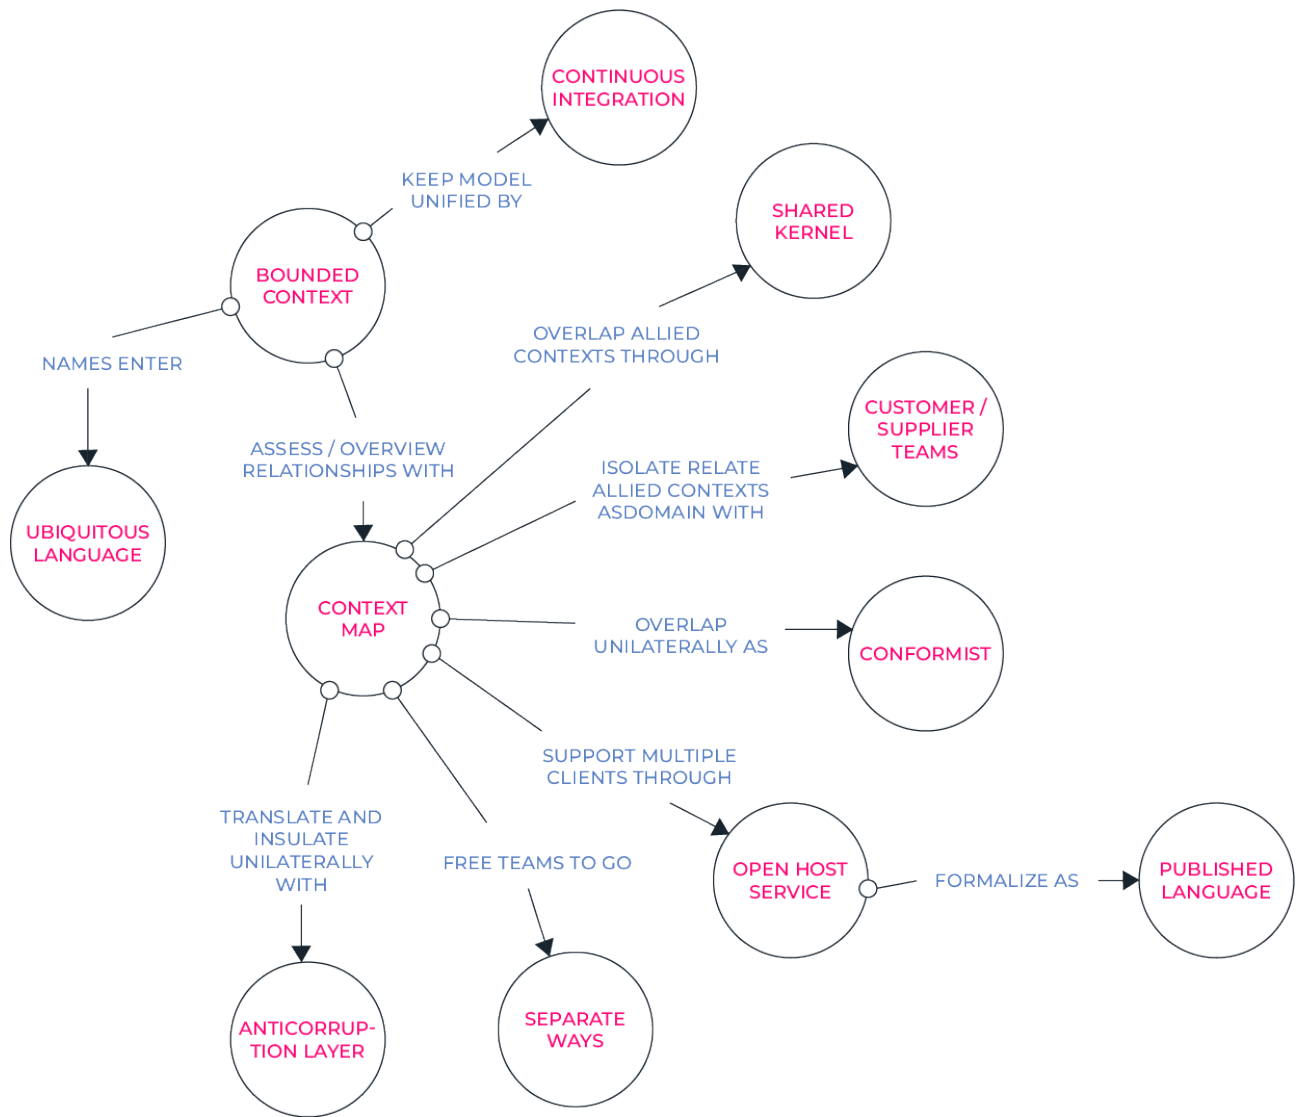 CONTINUOUS
INTEGRATION
KEEP MODEL
UNIFIED BY
SHARED
KERNEL
BOUNDED
CONTEXT
OVERLAP ALLIED
CONTEXTS THROUGH
NAMES ENTER
CUSTOMER /
SUPPLIER
TEAMS
ASSESS / OVERVIEW
RELATIONSHIPS WITH
ISOLATE RELATE
ALLIED CONTEXTS
ASDOMAIN WITH
UBIQUITOUS
LANGUAGE
CONTEXT
MAP
OVERLAP
UNILATERALLY AS
CONFORMIST
SUPPORT MULTIPLE
CLIENTS THROUGH
TRANSLATE AND
INSULATE
UNILATERALLY
WITH
FREE TEAMS TO GO
OPEN HOST
SERVICE
FORMALIZE AS
PUBLISHED
LANGUAGE
ANTICORRUP-
TION LAYER
SEPARATE
WAYS